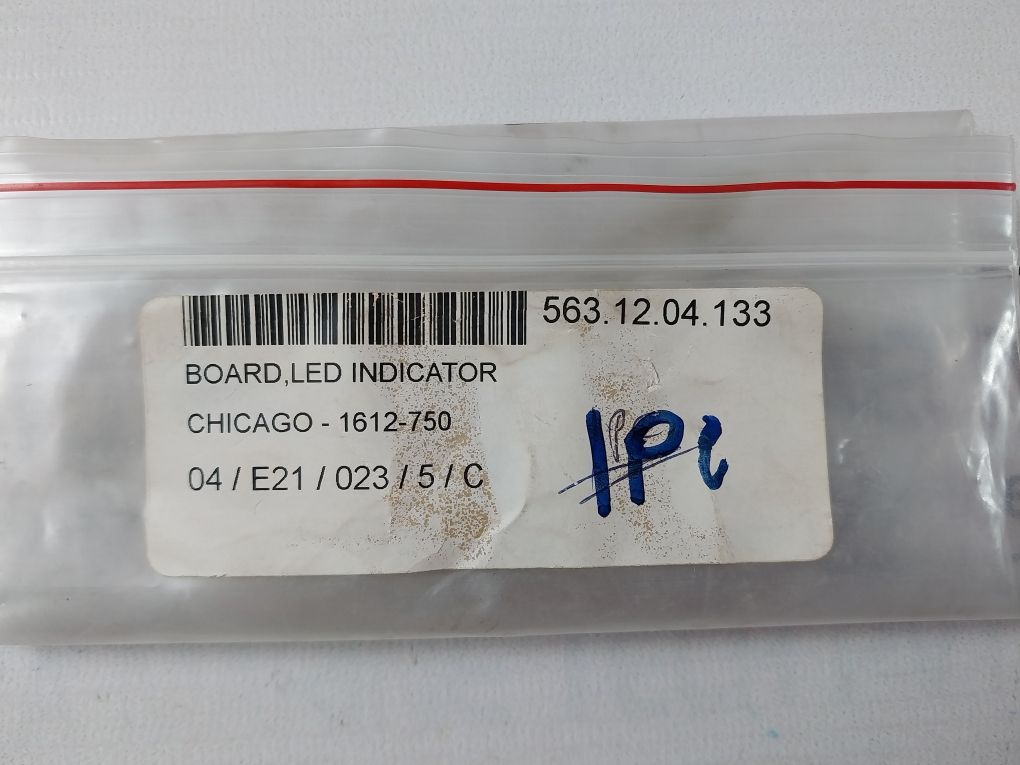 563.12.04.133
BOARD,LED INDICATOR
CHICAGO - 1612-750
04 / E21 / 023 / 5 / C